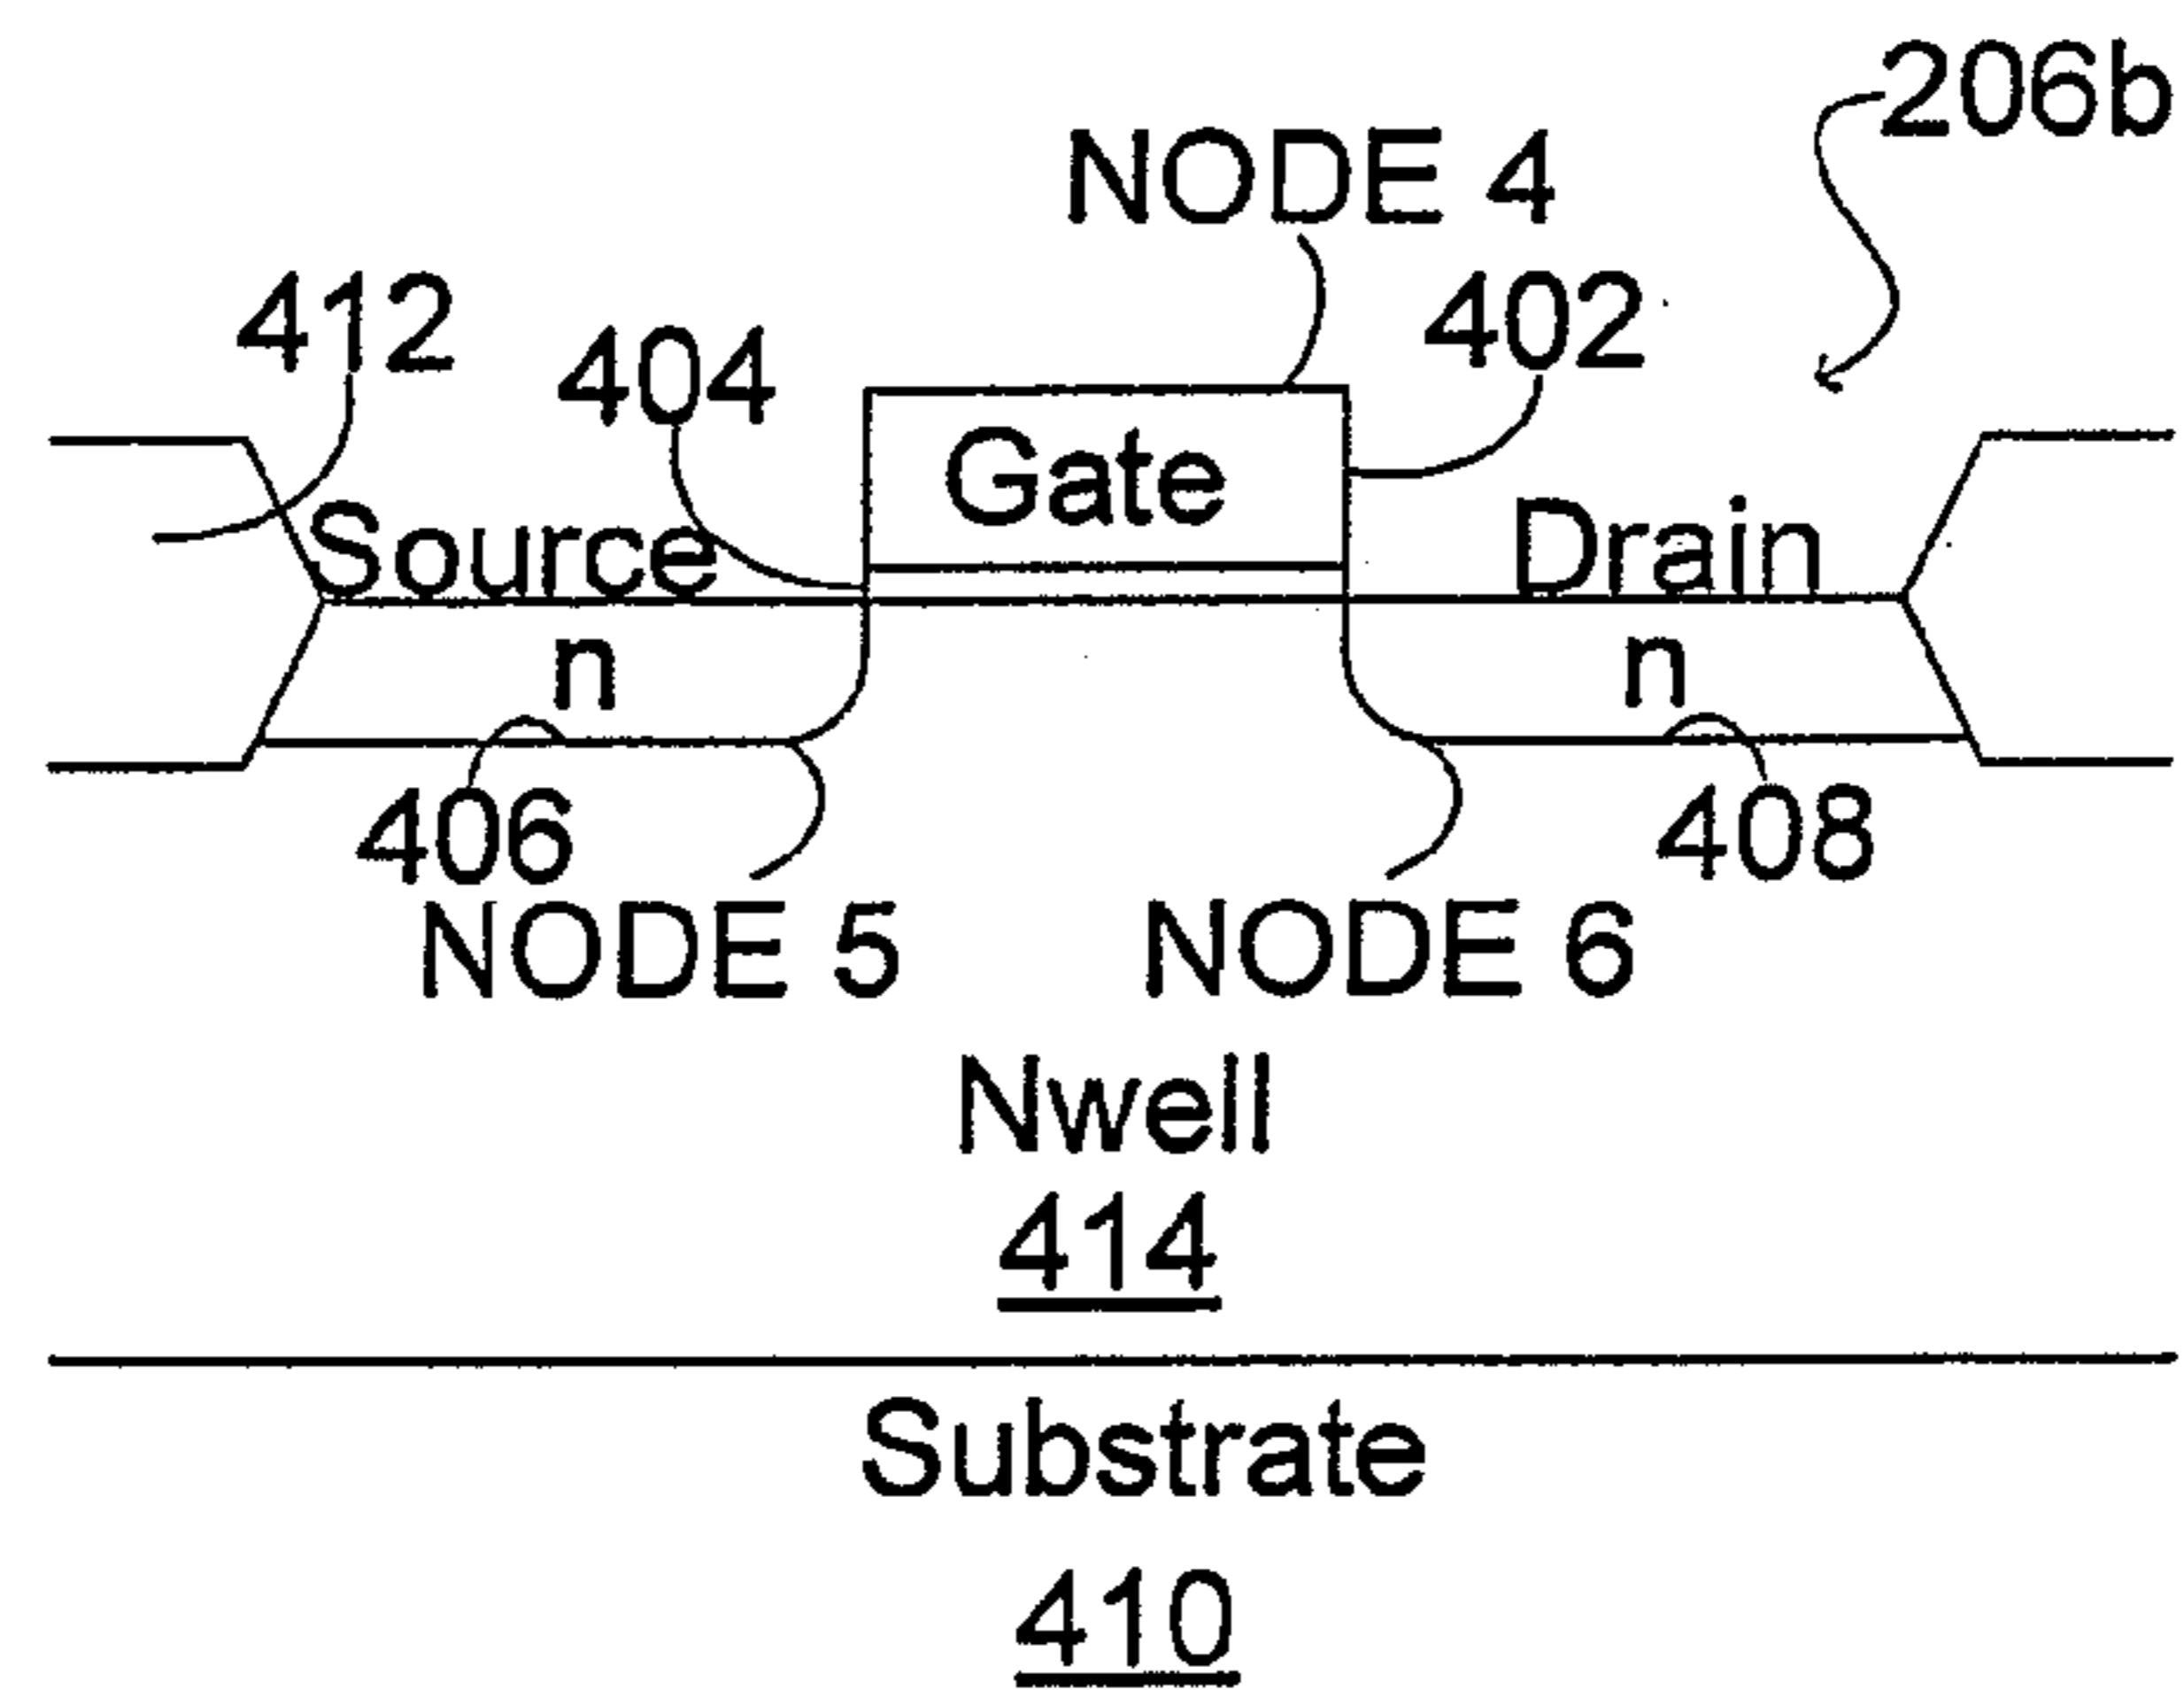 206b
NODE 4
412
404
402
Gate
Source
Drain
n
n
406
408
NODE 5
NODE 6
Nwell
414
Substrate
410